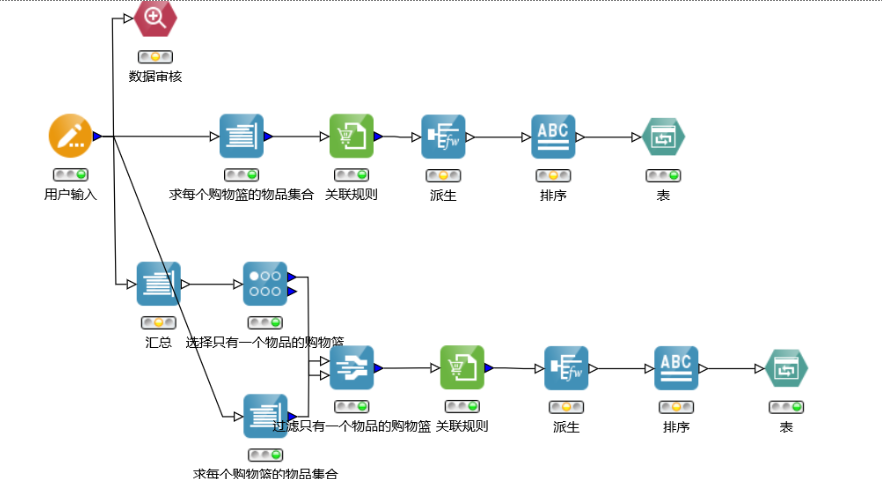 数据审核
用户输入
求每个购物篮的物品集合
关联规则
派生
ABC
排序
表
汇总
选择只有一个物品的购物篮
过滤只有一个物品的购物篮
关联规则
派生
ABC
排序
表
求每个购物篮的物品集合